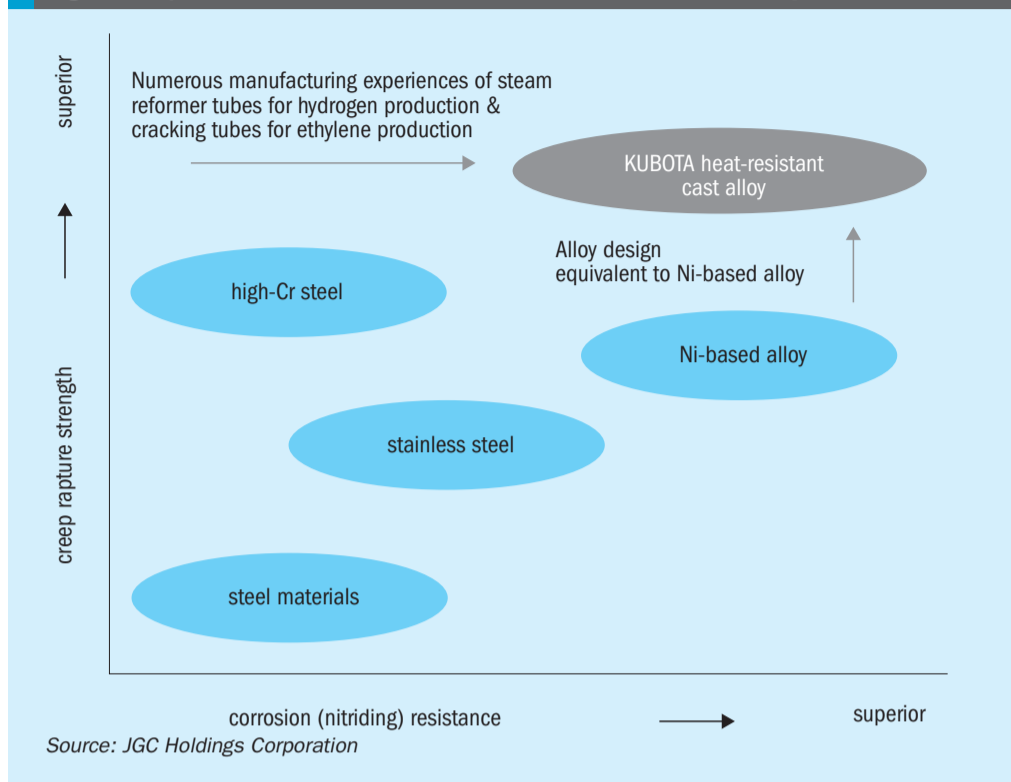 superior
Numerous manufacturing experiences of steam
reformer tubes for hydrogen production &
cracking tubes for ethylene production
KUBOTA heat-resistant
cast alloy
Alloy design
equivalent to Ni-based alloy
high-Cr steel
Ni-based alloy
stainless steel
creep rapture strength
steel materials
corrosion (nitriding) resistance
superior
Source: JGC Holdings Corporation